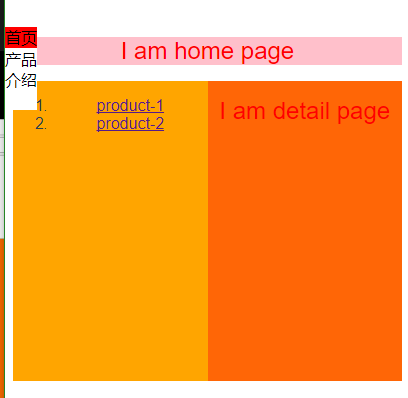 首页
I am home page
产品
介绍
1. product-1
2. product-2
I am detail page